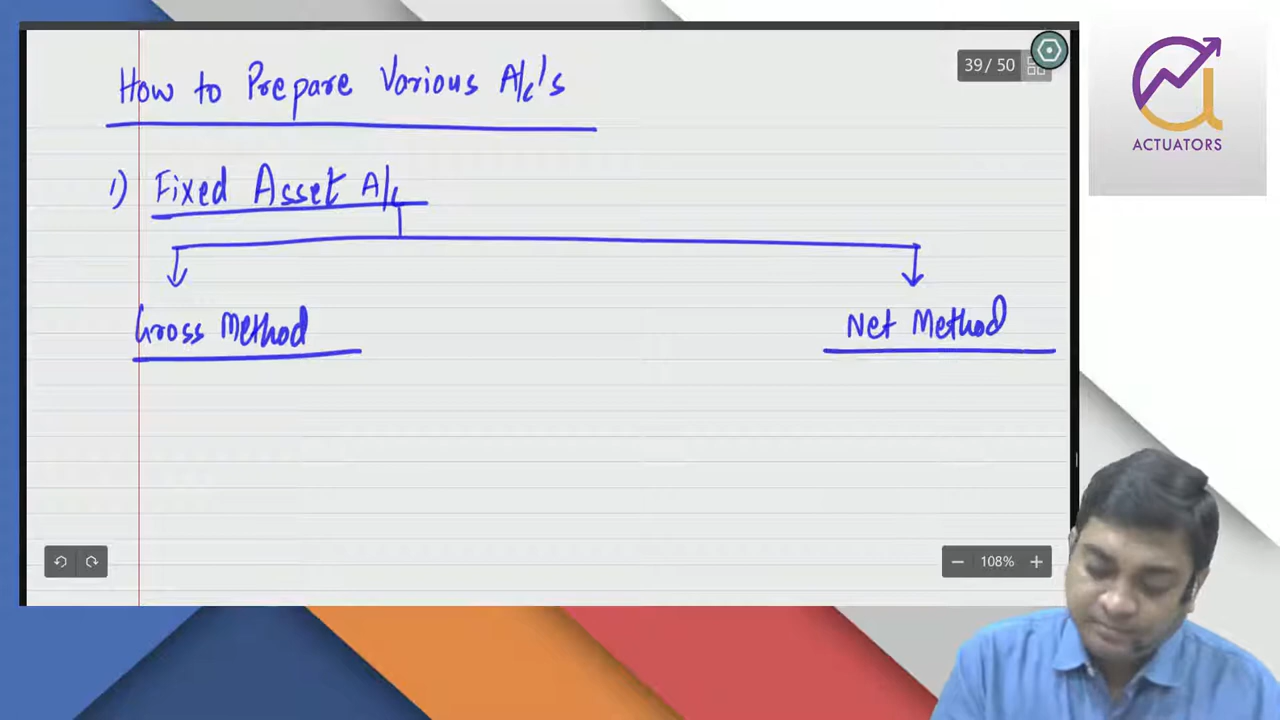 How to Prepare Various A/c's
39 / 50
ACTUATORS
1) Fixed Asset A/c
Gross Method
Net Method
108%